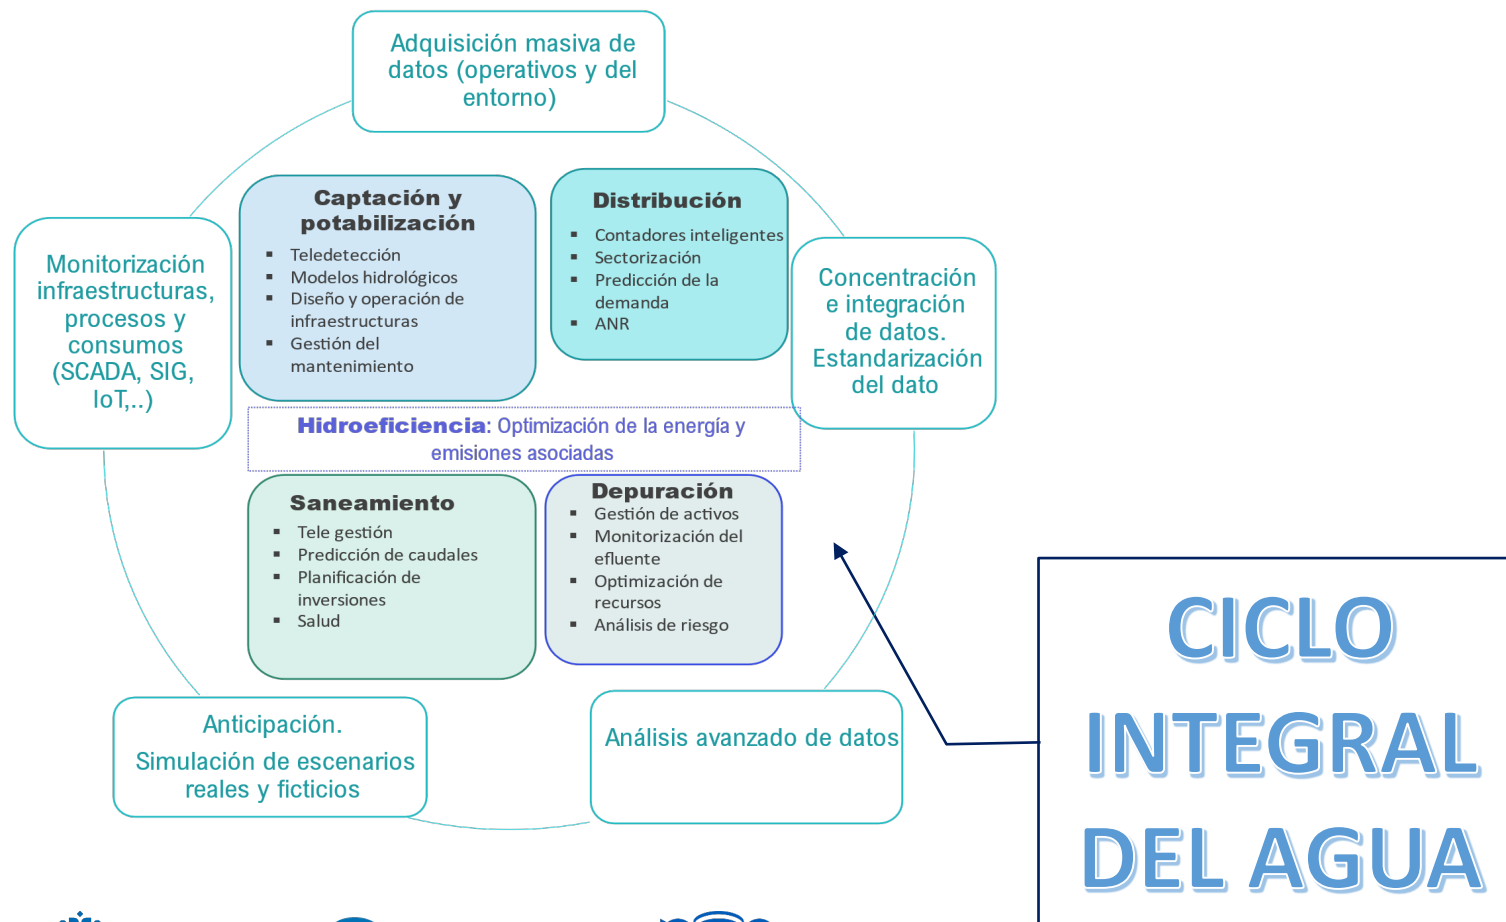 Adquisición masiva de
datos (operativos y del
entorno)
Captación y
potabilización
▪ Teledetección
▪ Modelos hidrológicos
▪ Diseño y operación de
infraestructuras
▪ Gestión del
mantenimiento
Distribución
▪ Contadores inteligentes
▪ Sectorización
▪ Predicción de la
demanda
▪ ANR
Monitorización
infraestructuras,
procesos y
consumos
(SCADA, SIG,
IoT,..)
Concentración
e integración
de datos.
Estandarización
del dato
Hidroeficiencia: Optimización de la energía y
emisiones asociadas
Saneamiento
▪ Tele gestión
▪ Predicción de caudales
▪ Planificación de
inversiones
▪ Salud
Depuración
▪ Gestión de activos
▪ Monitorización del
efluente
▪ Optimización de
recursos
▪ Análisis de riesgo
Anticipación.
Simulación de escenarios
reales y ficticios
Análisis avanzado de datos
CICLO
INTEGRAL
DEL AGUA